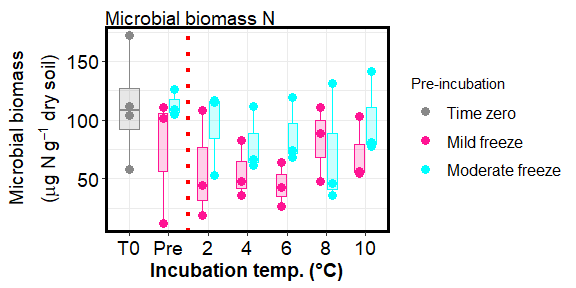 Microbial biomass N
Microbial biomass
(µg N g⁻¹ dry soil)
150
100
50
T0 Pre 2 4 6 8 10
Incubation temp. (°C)
Pre-incubation
Time zero
Mild freeze
Moderate freeze